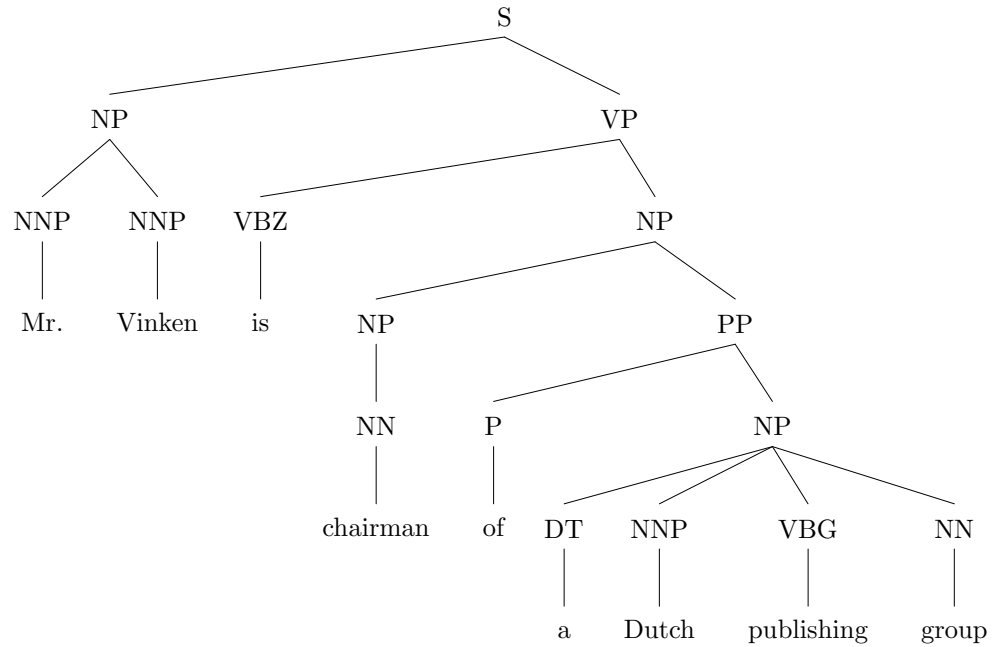 S
NP VP
NNP NNP VBZ NP
Mr. Vinken is NP PP
NN P NP
chairman of DT NNP VBG NN
a Dutch publishing group